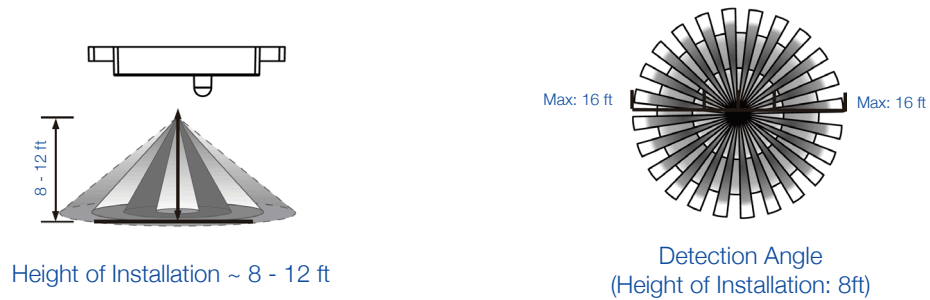 8 - 12 ft
Height of Installation ~ 8 - 12 ft
Max: 16 ft
Max: 16 ft
Detection Angle
(Height of Installation: 8ft)